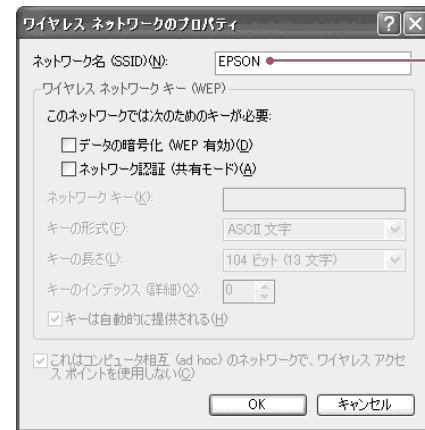 ワイヤレス ネットワークのプロパティ
ネットワーク名 (SSID)(N): EPSON
ワイヤレス ネットワーク キー (WEP)
このネットワークでは次のためのキーが必要:
データの暗号化 (WEP 有効)(D)
ネットワーク認証 (共有モード)(A)
ネットワーク キー(K):
キーの形式(F): ASCII 文字
キーの長さ(L): 104 ビット (13 文字)
キーのインデックス (詳細)(X): 0
キーは自動的に提供される(H)
これはコンピュータ相互 (ad hoc) のネットワークで、ワイヤレス アクセ
ス ポイントを使用しない(C)
OK キャンセル